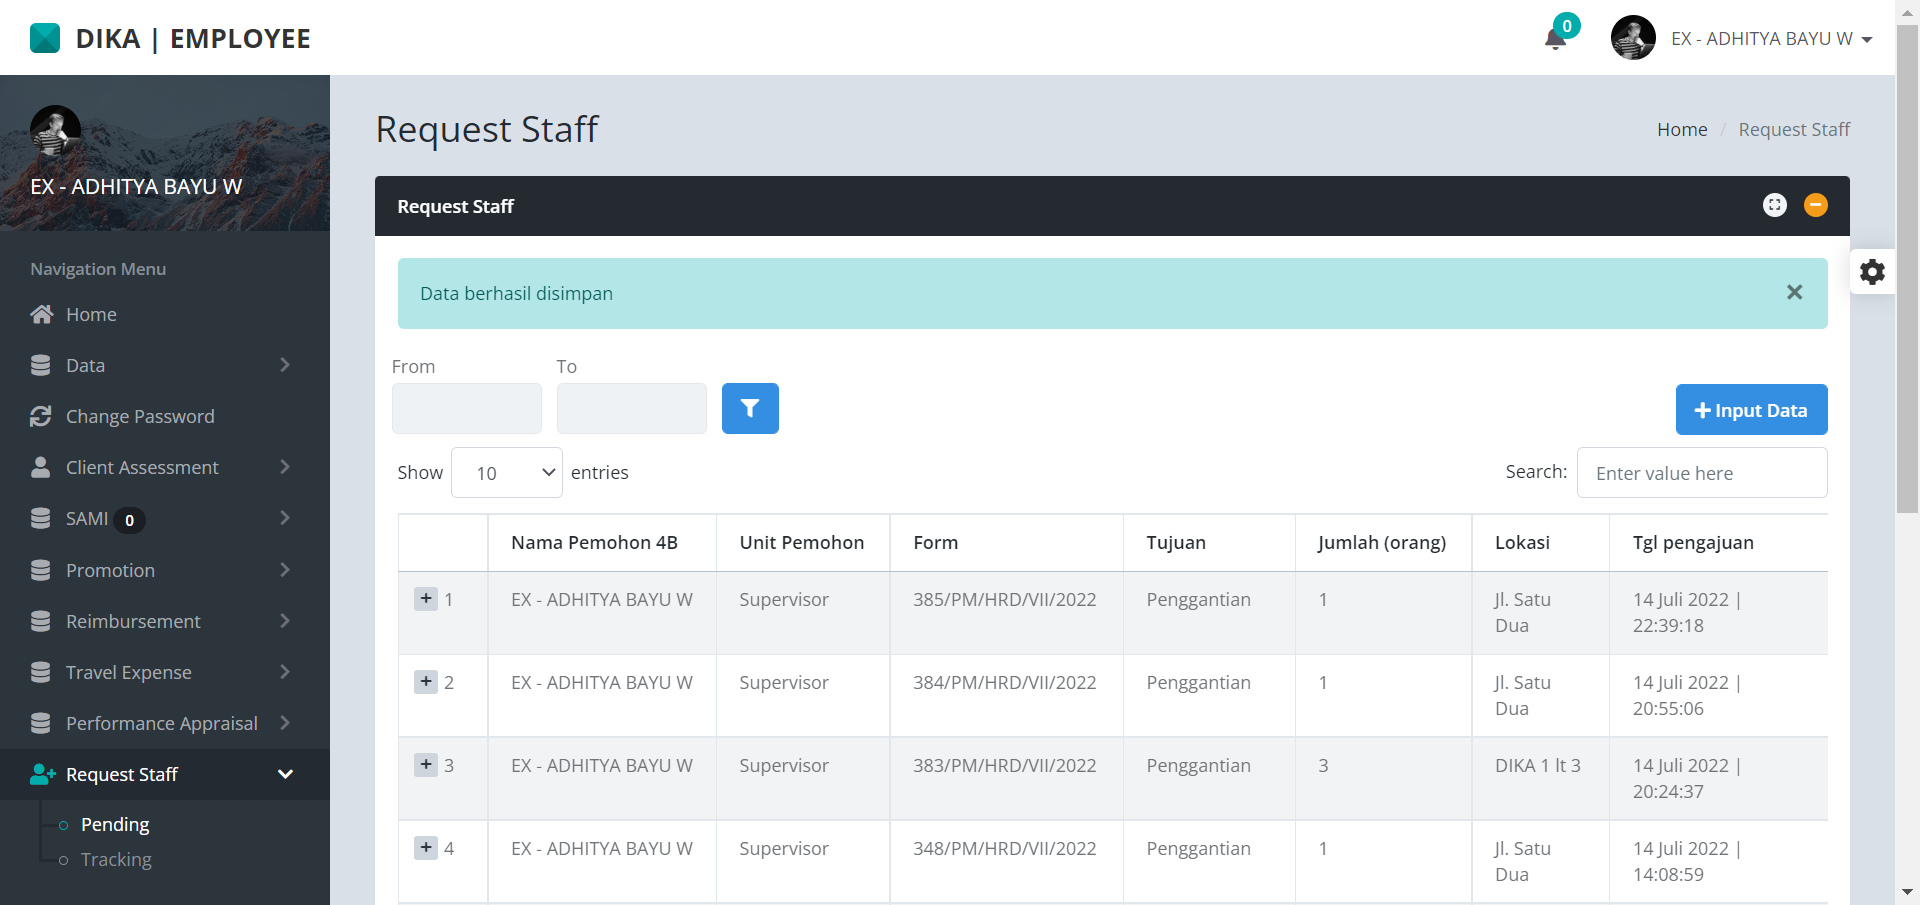 DIKA | EMPLOYEE
0
EX - ADHITYA BAYU W
EX - ADHITYA BAYU W
Navigation Menu
Home
Data
Change Password
Client Assessment
SAMI 0
Promotion
Reimbursement
Travel Expense
Performance Appraisal
Request Staff
Pending
Tracking
Request Staff
Home / Request Staff
Request Staff
Data berhasil disimpan
×
From
To
+ Input Data
Show 10 entries
Search: Enter value here
Nama Pemohon 4B Unit Pemohon Form Tujuan Jumlah (orang) Lokasi Tgl pengajuan
+ 1 EX - ADHITYA BAYU W Supervisor 385/PM/HRD/VII/2022 Penggantian 1 Jl. Satu 14 Juli 2022 |
Dua 22:39:18
+ 2 EX - ADHITYA BAYU W Supervisor 384/PM/HRD/VII/2022 Penggantian 1 Jl. Satu 14 Juli 2022 |
Dua 20:55:06
+ 3 EX - ADHITYA BAYU W Supervisor 383/PM/HRD/VII/2022 Penggantian 3 DIKA 1 lt 3 14 Juli 2022 |
20:24:37
+ 4 EX - ADHITYA BAYU W Supervisor 348/PM/HRD/VII/2022 Penggantian 1 Jl. Satu 14 Juli 2022 |
Dua 14:08:59